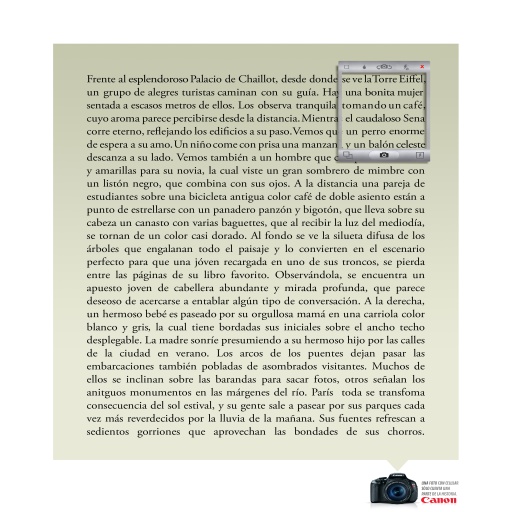 Frente al esplendoroso Palacio de Chaillot, desde donde se ve la Torre Eiffel,
un grupo de alegres turistas caminan con su guía. Hay una bonita mujer
sentada a escasos metros de ellos. Los observa tranquila tomando un café,
cuyo aroma parece percibirse desde la distancia. Mientra el caudaloso Sena
corre eterno, reflejando los edificios a su paso. Vemos qu un perro enorme
de espera a su amo. Un niño come con prisa una manzan y un balón celeste
descanza a su lado. Vemos también a un hombre que
y amarillas para su novia, la cual viste un gran sombrero de mimbre con
un listón negro, que combina con sus ojos. A la distancia una pareja de
estudiantes sobre una bicicleta antigua color café de doble asiento están a
punto de estrellarse con un panadero panzón y bigotón, que lleva sobre su
cabeza un canasto con varias baguettes, que al recibir la luz del mediodía,
se tornan de un color casi dorado. Al fondo se ve la silueta difusa de los
árboles que engalanan todo el paisaje y lo convierten en el escenario
perfecto para que una jóven recargada en uno de sus troncos, se pierda
entre las páginas de su libro favorito. Observándola, se encuentra un
apuesto joven de cabellera abundante y mirada profunda, que parece
deseoso de acercarse a entablar algún tipo de conversación. A la derecha,
un hermoso bebé es paseado por su orgullosa mamá en una carriola color
blanco y gris, la cual tiene bordadas sus iniciales sobre el ancho techo
desplegable. La madre sonríe presumiendo a su hermoso hijo por las calles
de la ciudad en verano. Los arcos de los puentes dejan pasar las
embarcaciones también pobladas de asombrados visitantes. Muchos de
ellos se inclinan sobre las barandas para sacar fotos, otros señalan los
anitguos monumentos en las márgenes del río. París toda se transfoma
consecuencia del sol estival, y su gente sale a pasear por sus parques cada
vez más reverdecidos por la lluvia de la mañana. Sus fuentes refrescan a
sedientos gorriones que aprovechan las bondades de sus chorros.
UNA FOTO CON CELULAR
SÓLO CUENTA UNA
PARTE DE LA HISTORIA.
Canon